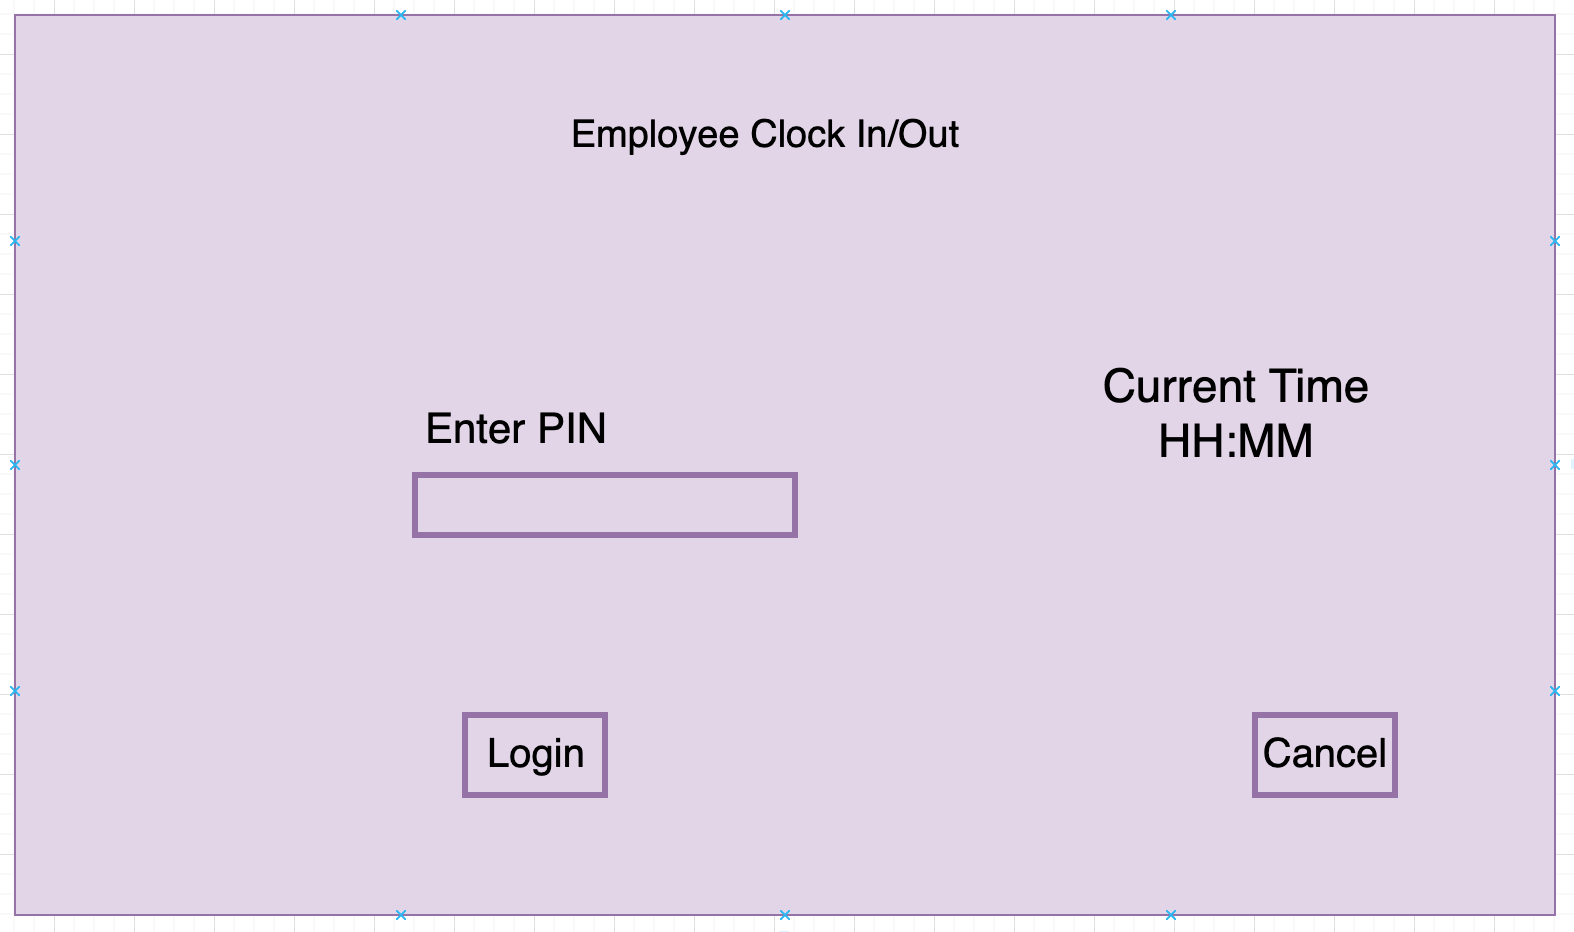 Employee Clock In/Out
Current Time
HH:MM
Enter PIN
Login
Cancel